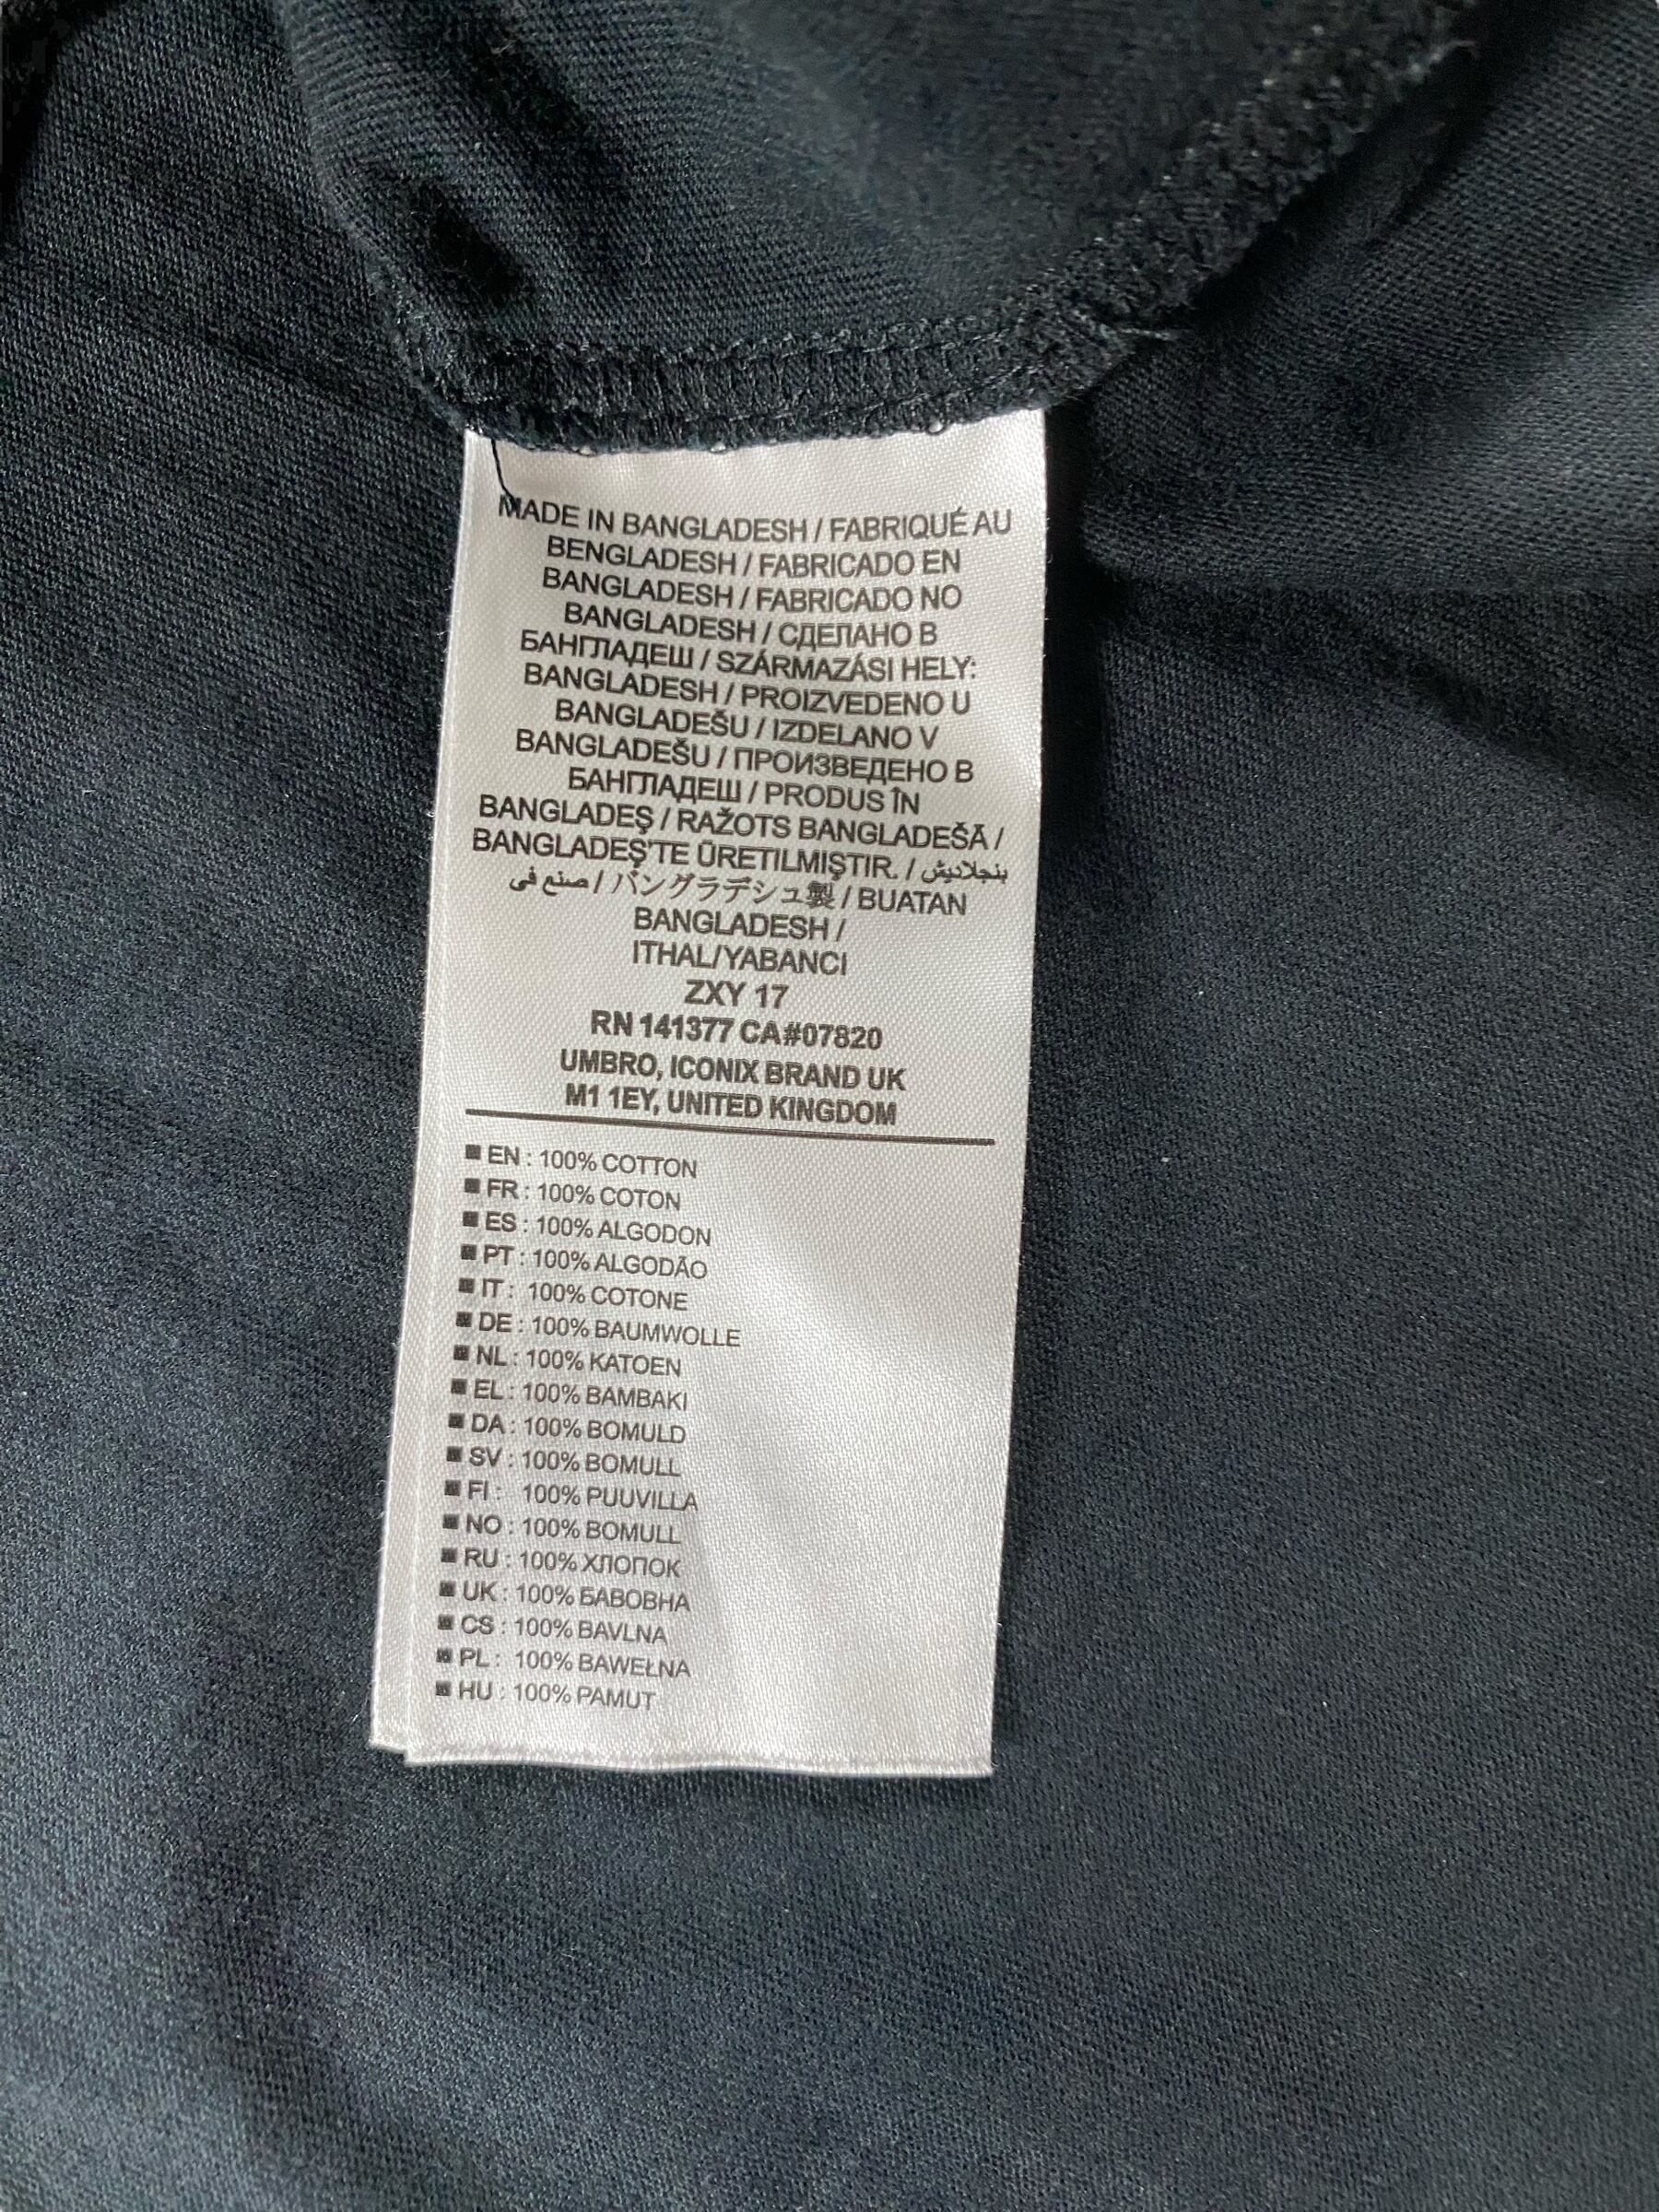 MADE IN BANGLADESH / FABRIQUÉ AU
BENGLADESH / FABRICADO EN
BANGLADESH / FABRICADO NO
BANGLADESH / СДЕЛАНО В
БАНГЛАДЕШ / SZÁRMAZÁSI HELY:
BANGLADESH / PROIZVEDENO U
BANGLADEŠU / IZDELANO V
BANGLADEŠU / ПРОИЗВЕДЕНО В
БАНГЛАДЕШ / PRODUS ÎN
BANGLADEŞ / RAŽOTS BANGLADEŠĀ /
BANGLADEŞ'TE ÜRETILMIŞTIR. / بنجلاديش
صنع في / バングラデシュ製 / BUATAN
BANGLADESH /
ITHAL/YABANCI
ZXY 17
RN 141377 CA#07820
UMBRO, ICONIX BRAND UK
M1 1EY, UNITED KINGDOM
■ EN : 100% COTTON
■ FR : 100% COTON
■ ES : 100% ALGODON
■ PT : 100% ALGODÃO
■ IT : 100% COTONE
■ DE : 100% BAUMWOLLE
■ NL : 100% KATOEN
■ EL : 100% BAMBAKI
■ DA : 100% BOMULD
■ SV : 100% BOMULL
■ FI : 100% PUUVILLA
■ NO : 100% BOMULL
■ RU : 100% ХЛОПОК
■ UK : 100% БАВОВНА
■ CS : 100% BAVLNA
■ PL : 100% BAWEŁNA
■ HU : 100% PAMUT